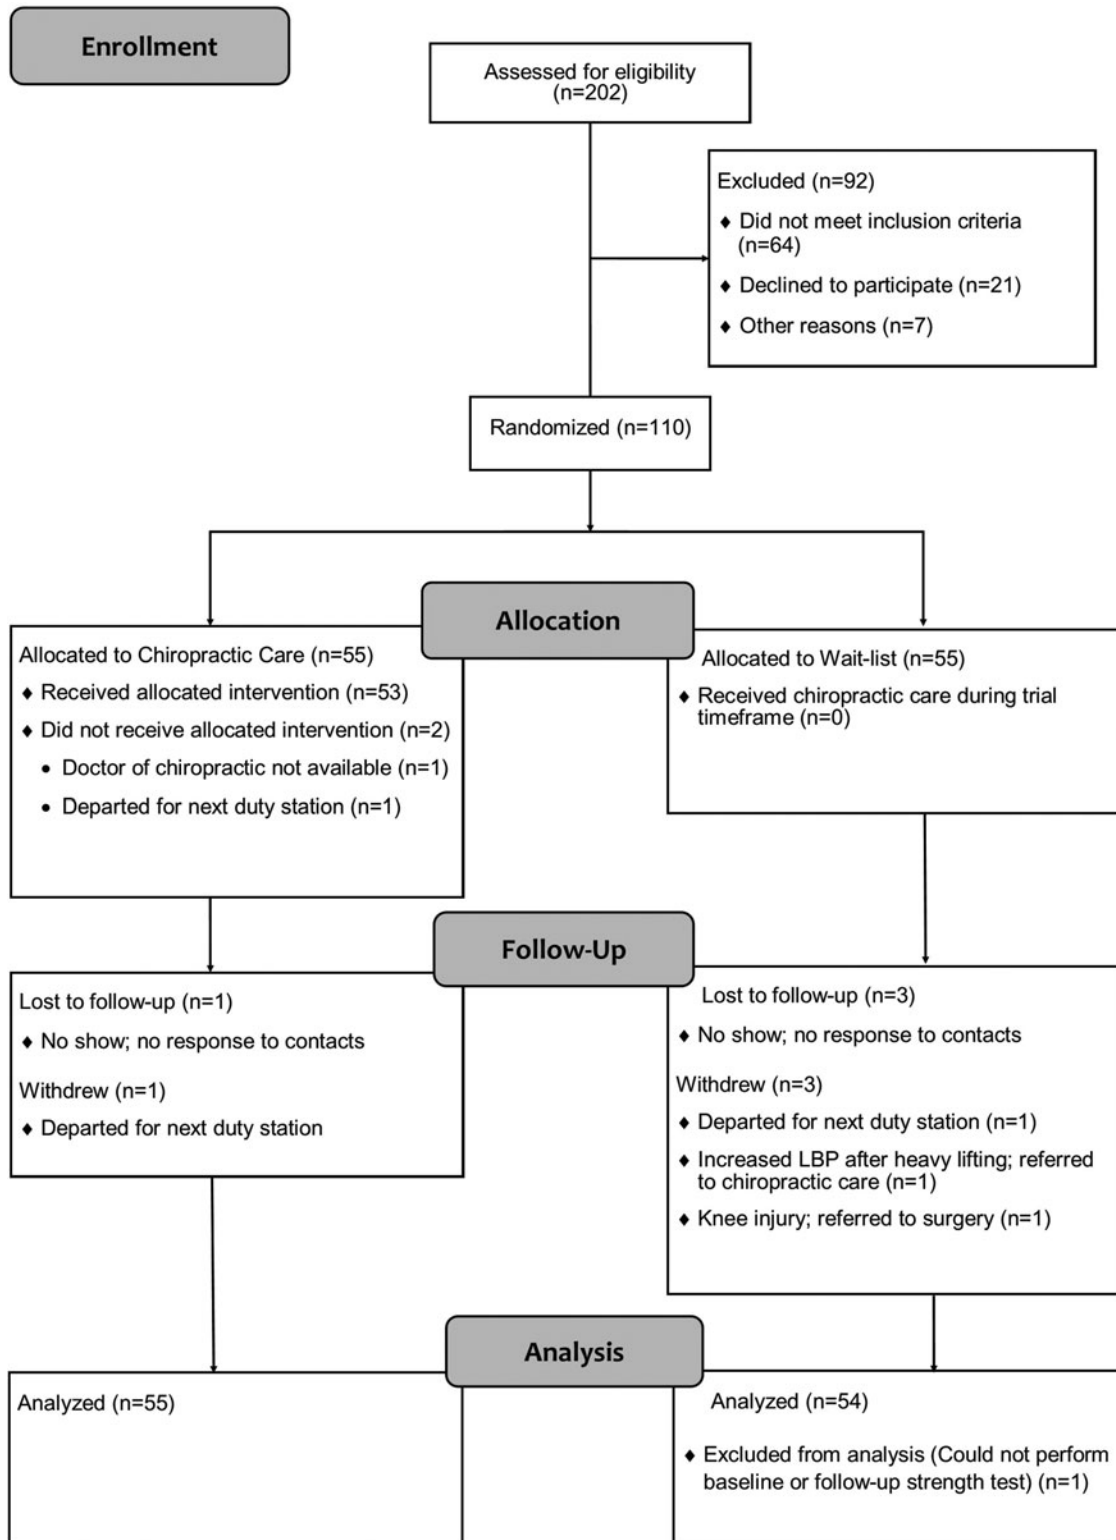 Enrollment
Assessed for eligibility
(n=202)
Excluded (n=92)
♦ Did not meet inclusion criteria
(n=64)
♦ Declined to participate (n=21)
♦ Other reasons (n=7)
Randomized (n=110)
Allocation
Allocated to Chiropractic Care (n=55)
♦ Received allocated intervention (n=53)
♦ Did not receive allocated intervention (n=2)
• Doctor of chiropractic not available (n=1)
• Departed for next duty station (n=1)
Allocated to Wait-list (n=55)
♦ Received chiropractic care during trial
timeframe (n=0)
Follow-Up
Lost to follow-up (n=1)
♦ No show; no response to contacts
Withdrew (n=1)
♦ Departed for next duty station
Lost to follow-up (n=3)
♦ No show; no response to contacts
Withdrew (n=3)
♦ Departed for next duty station (n=1)
♦ Increased LBP after heavy lifting; referred
to chiropractic care (n=1)
♦ Knee injury; referred to surgery (n=1)
Analysis
Analyzed (n=55)
Analyzed (n=54)
♦ Excluded from analysis (Could not perform
baseline or follow-up strength test) (n=1)